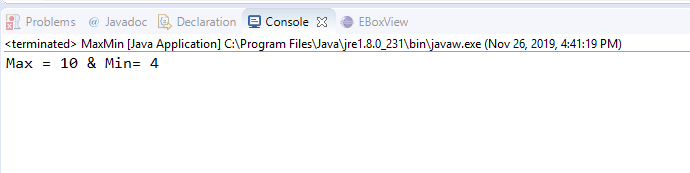 Problems @ Javadoc Declaration Console EBoxView
<terminated> MaxMin [Java Application] C:\Program Files\Java\jre1.8.0_231\bin\javaw.exe (Nov 26, 2019, 4:41:19 PM)
Max = 10 & Min= 4